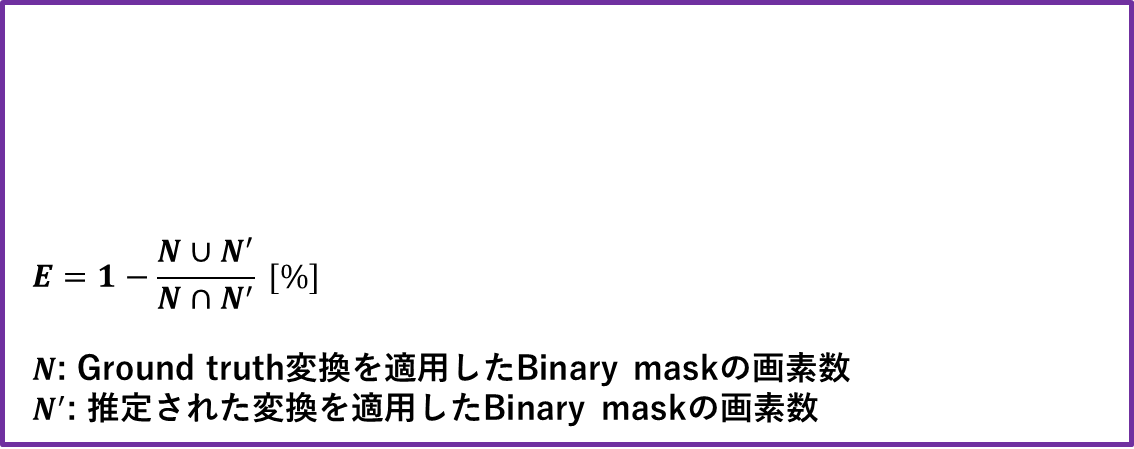 E = 1 − N ∪ N′ / N ∩ N′ [%]
N: Ground truth変換を適用したBinary maskの画素数
N′: 推定された変換を適用したBinary maskの画素数